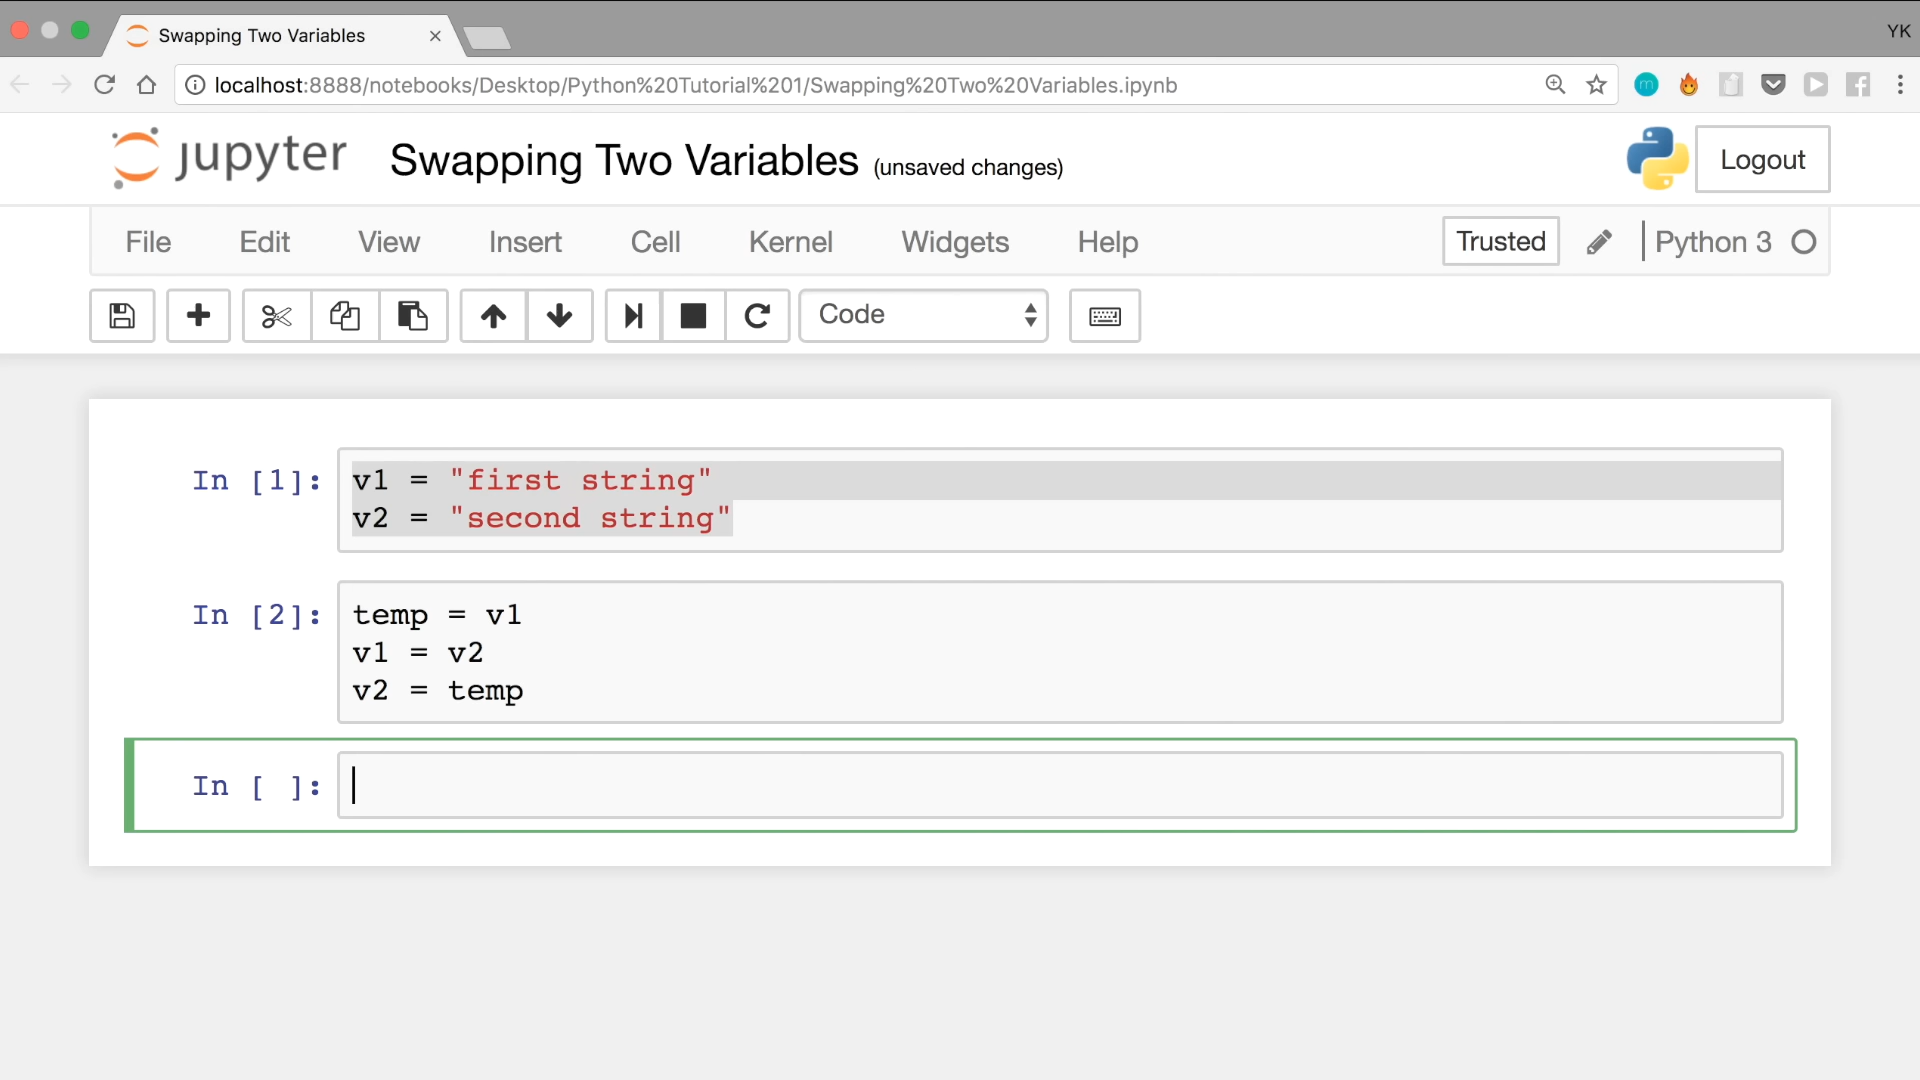 Swapping Two Variables
YK
localhost:8888/notebooks/Desktop/Python%20Tutorial%201/Swapping%20Two%20Variables.ipynb
m
jupyter Swapping Two Variables (unsaved changes) Logout
File Edit View Insert Cell Kernel Widgets Help Trusted Python 3
Code
In [1]: v1 = "first string"
v2 = "second string"
In [2]: temp = v1
v1 = v2
v2 = temp
In [ ]: